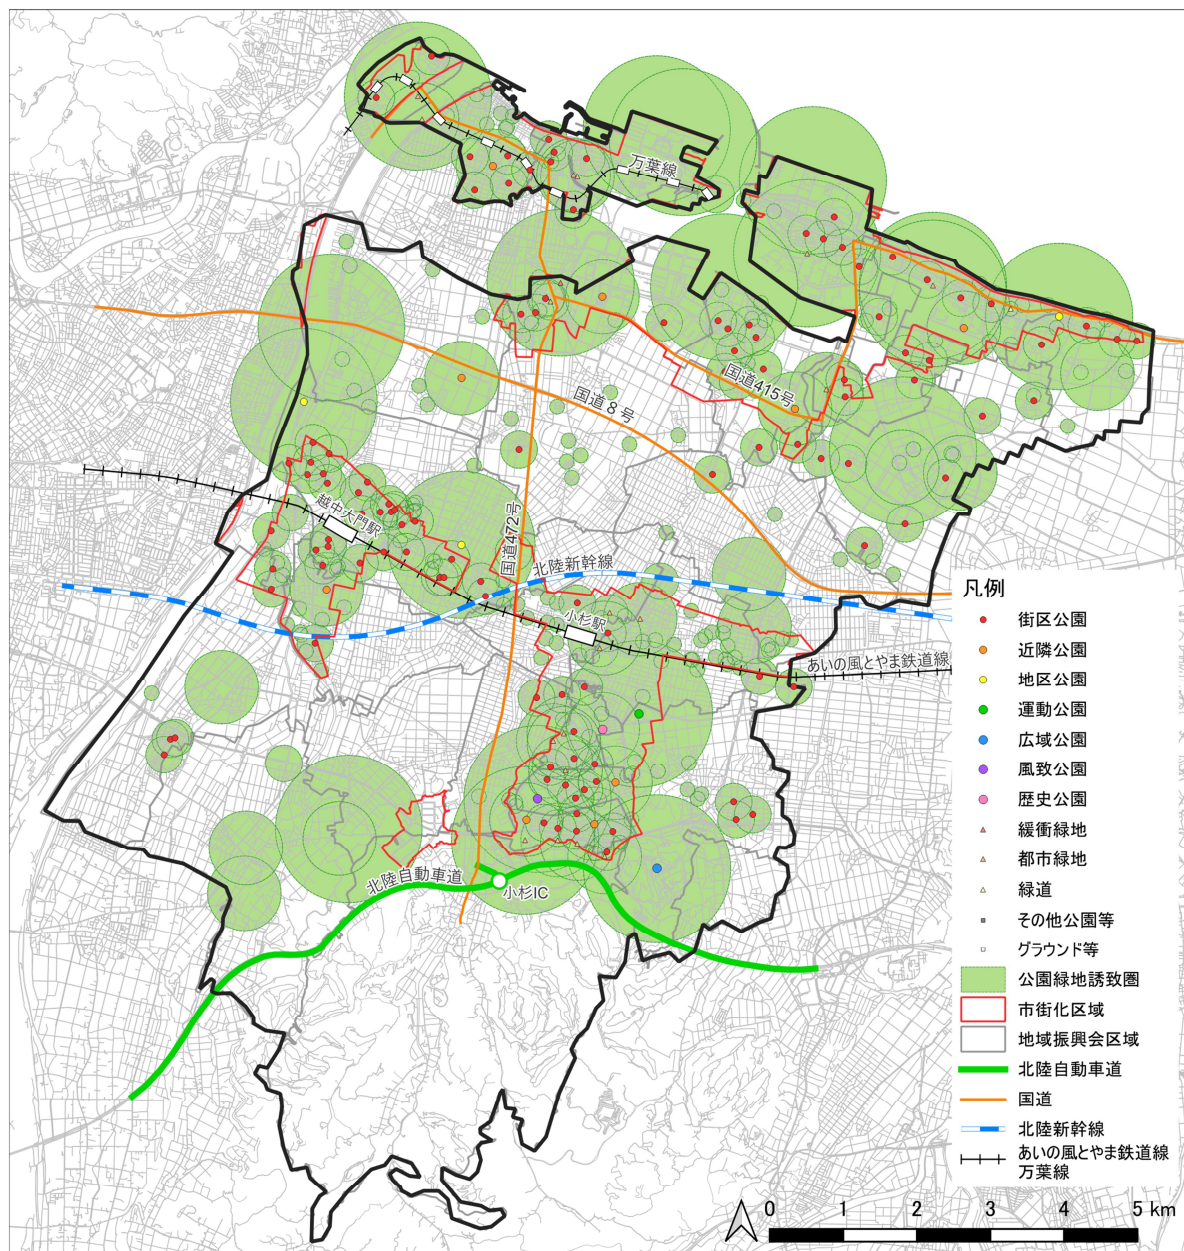 万葉線
国道415号
国道８号
越中大門駅
国道472号
北陸新幹線
小杉駅
あいの風とやま鉄道線
北陸自動車道
小杉IC
凡例
街区公園
近隣公園
地区公園
運動公園
広域公園
風致公園
歴史公園
緩衝緑地
都市緑地
緑道
その他公園等
グラウンド等
公園緑地誘致圏
市街化区域
地域振興会区域
北陸自動車道
国道
北陸新幹線
あいの風とやま鉄道線
万葉線
0 1 2 3 4 5 km